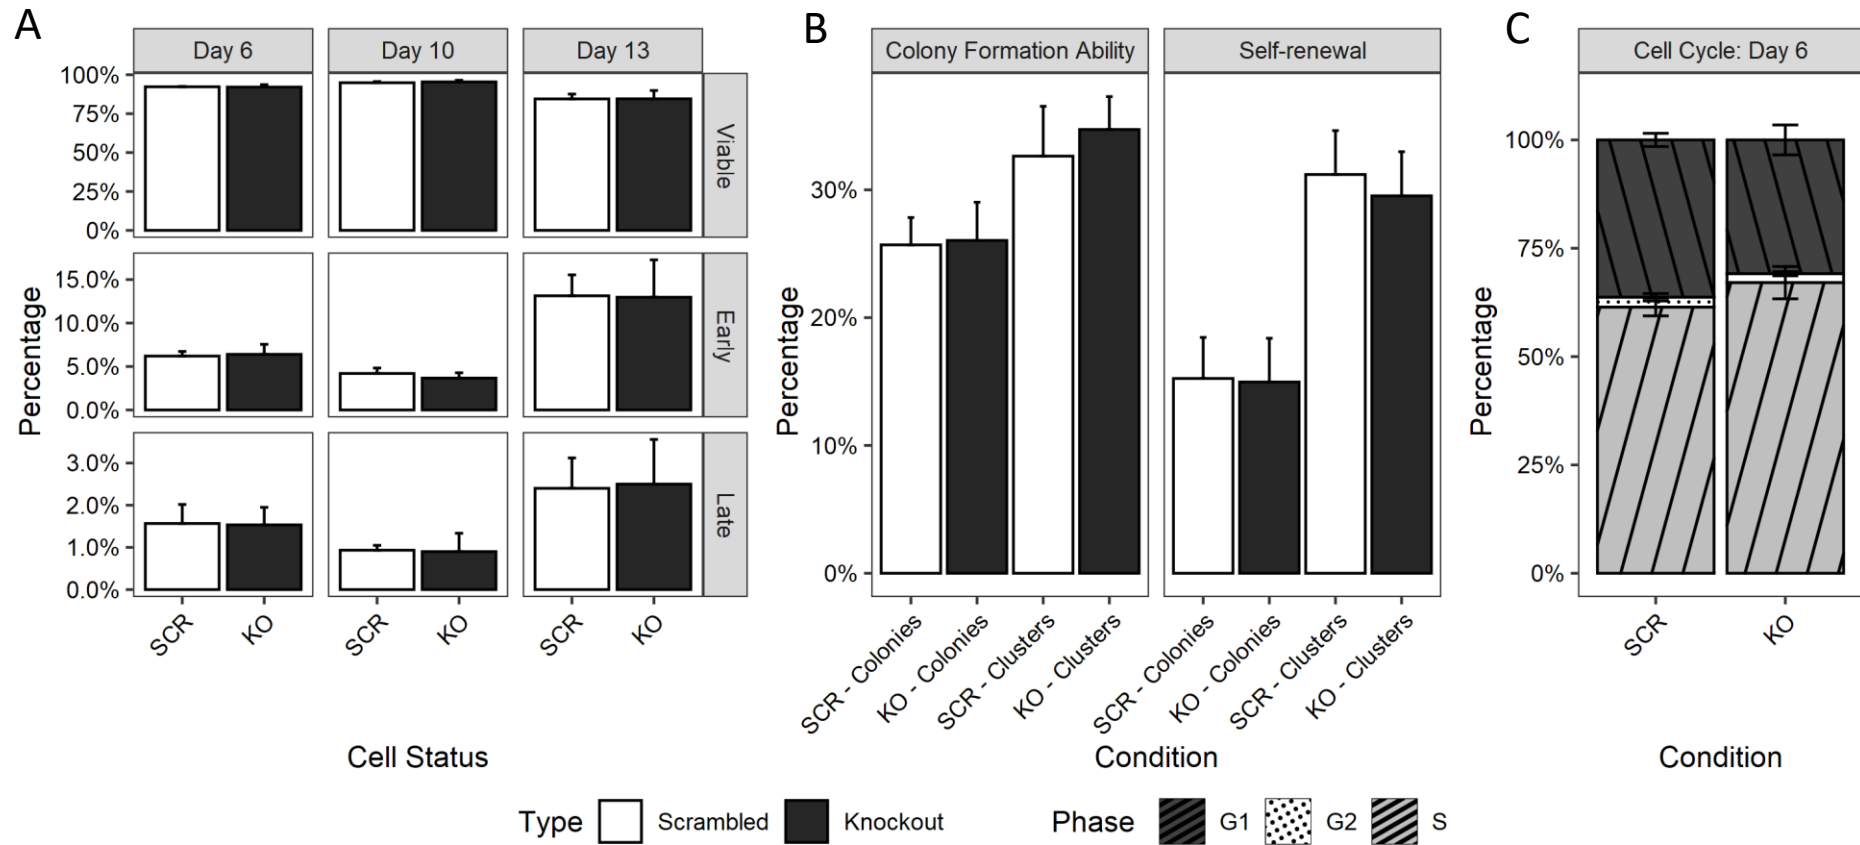 A
Day 6
Day 10
Day 13
Percentage
100%
75%
50%
25%
0%
Viable
15.0%
10.0%
5.0%
0.0%
Early
3.0%
2.0%
1.0%
0.0%
Late
SCR
KO
SCR
KO
SCR
KO
Cell Status
B
Colony Formation Ability
Self-renewal
Percentage
30%
20%
10%
0%
SCR - Colonies
KO - Colonies
SCR - Clusters
KO - Clusters
SCR - Colonies
KO - Colonies
SCR - Clusters
KO - Clusters
Condition
C
Cell Cycle: Day 6
Percentage
100%
75%
50%
25%
0%
SCR
KO
Condition
Type
Scrambled
Knockout
Phase
G1
G2
S